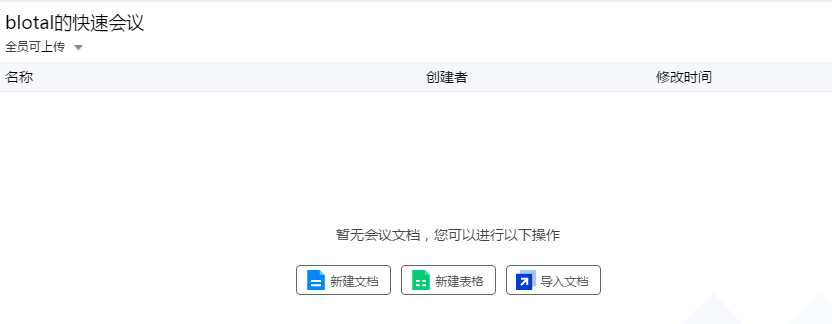 blotal的快速会议
全员可上传
名称 创建者 修改时间
暂无会议文档，您可以进行以下操作
新建文档 新建表格 导入文档